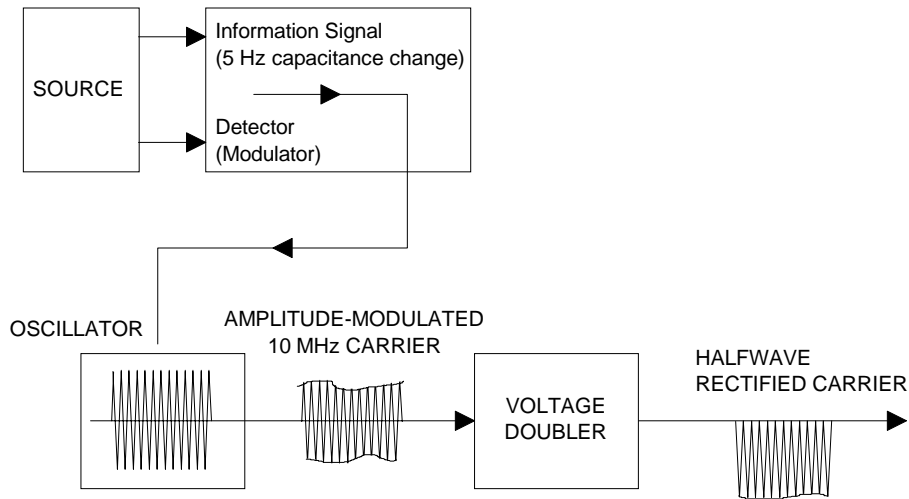 SOURCE
Information Signal
(5 Hz capacitance change)
Detector
(Modulator)
OSCILLATOR
AMPLITUDE-MODULATED
10 MHz CARRIER
VOLTAGE
DOUBLER
HALFWAVE
RECTIFIED CARRIER